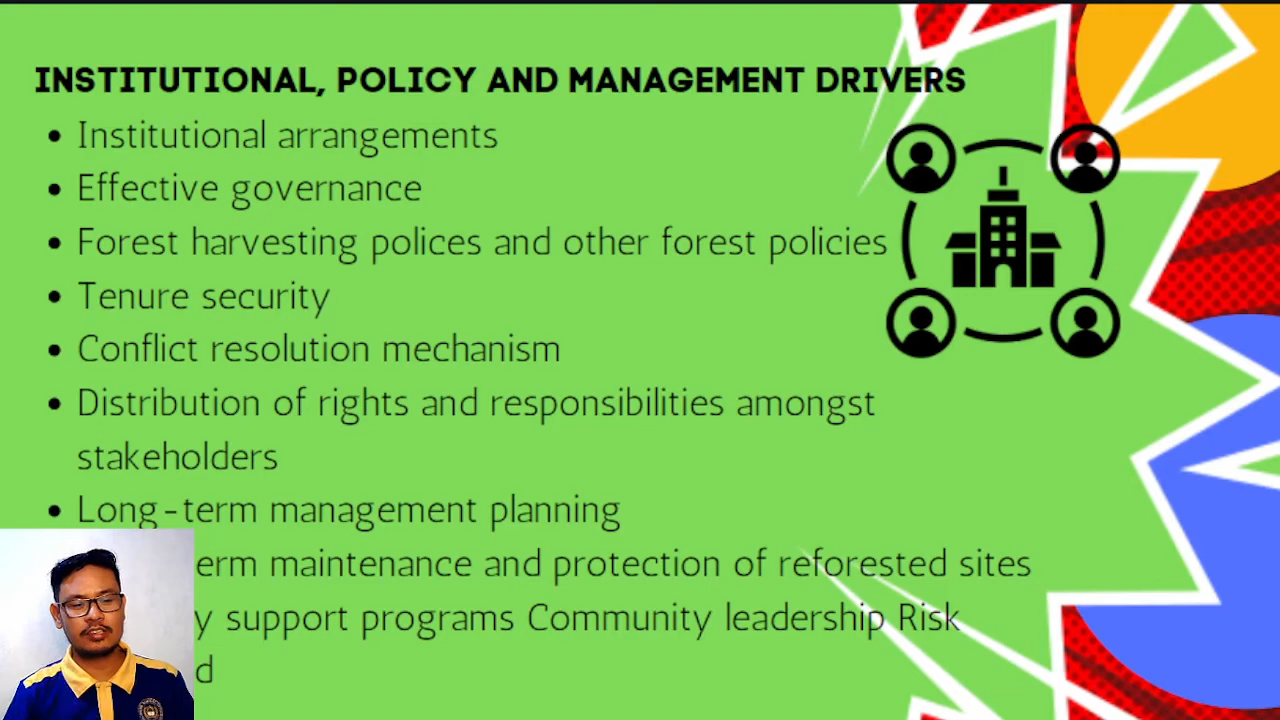 INSTITUTIONAL, POLICY AND MANAGEMENT DRIVERS
• Institutional arrangements
• Effective governance
• Forest harvesting polices and other forest policies
• Tenure security
• Conflict resolution mechanism
• Distribution of rights and responsibilities amongst
stakeholders
• Long-term management planning
erm maintenance and protection of reforested sites
y support programs Community leadership Risk
d